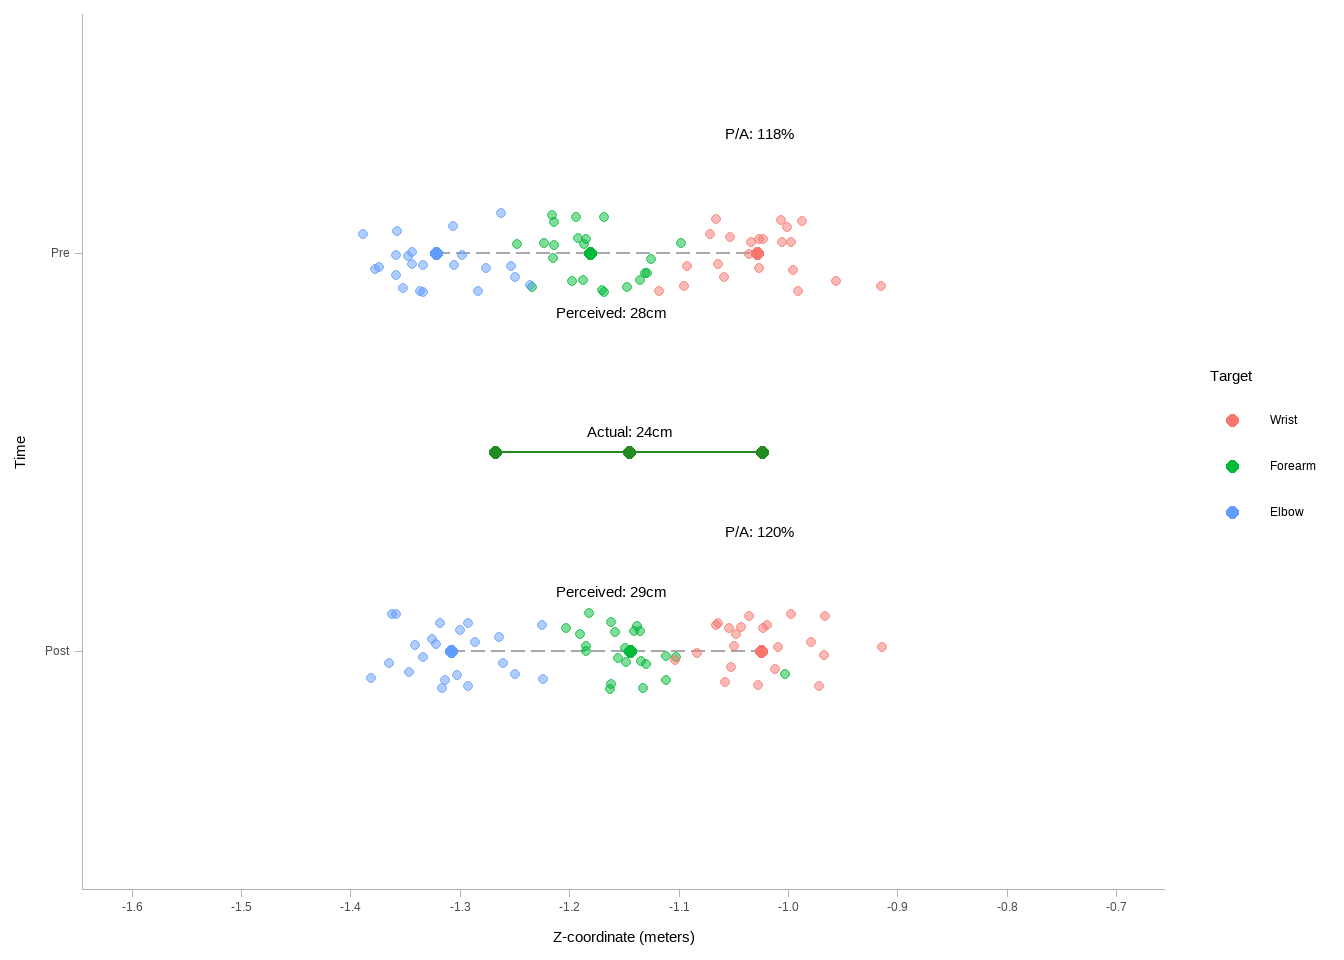 P/A: 118%
Pre
Perceived: 28cm
Target
Wrist
Forearm
Elbow
Actual: 24cm
Time
P/A: 120%
Perceived: 29cm
Post
-1.6 -1.5 -1.4 -1.3 -1.2 -1.1 -1.0 -0.9 -0.8 -0.7
Z-coordinate (meters)